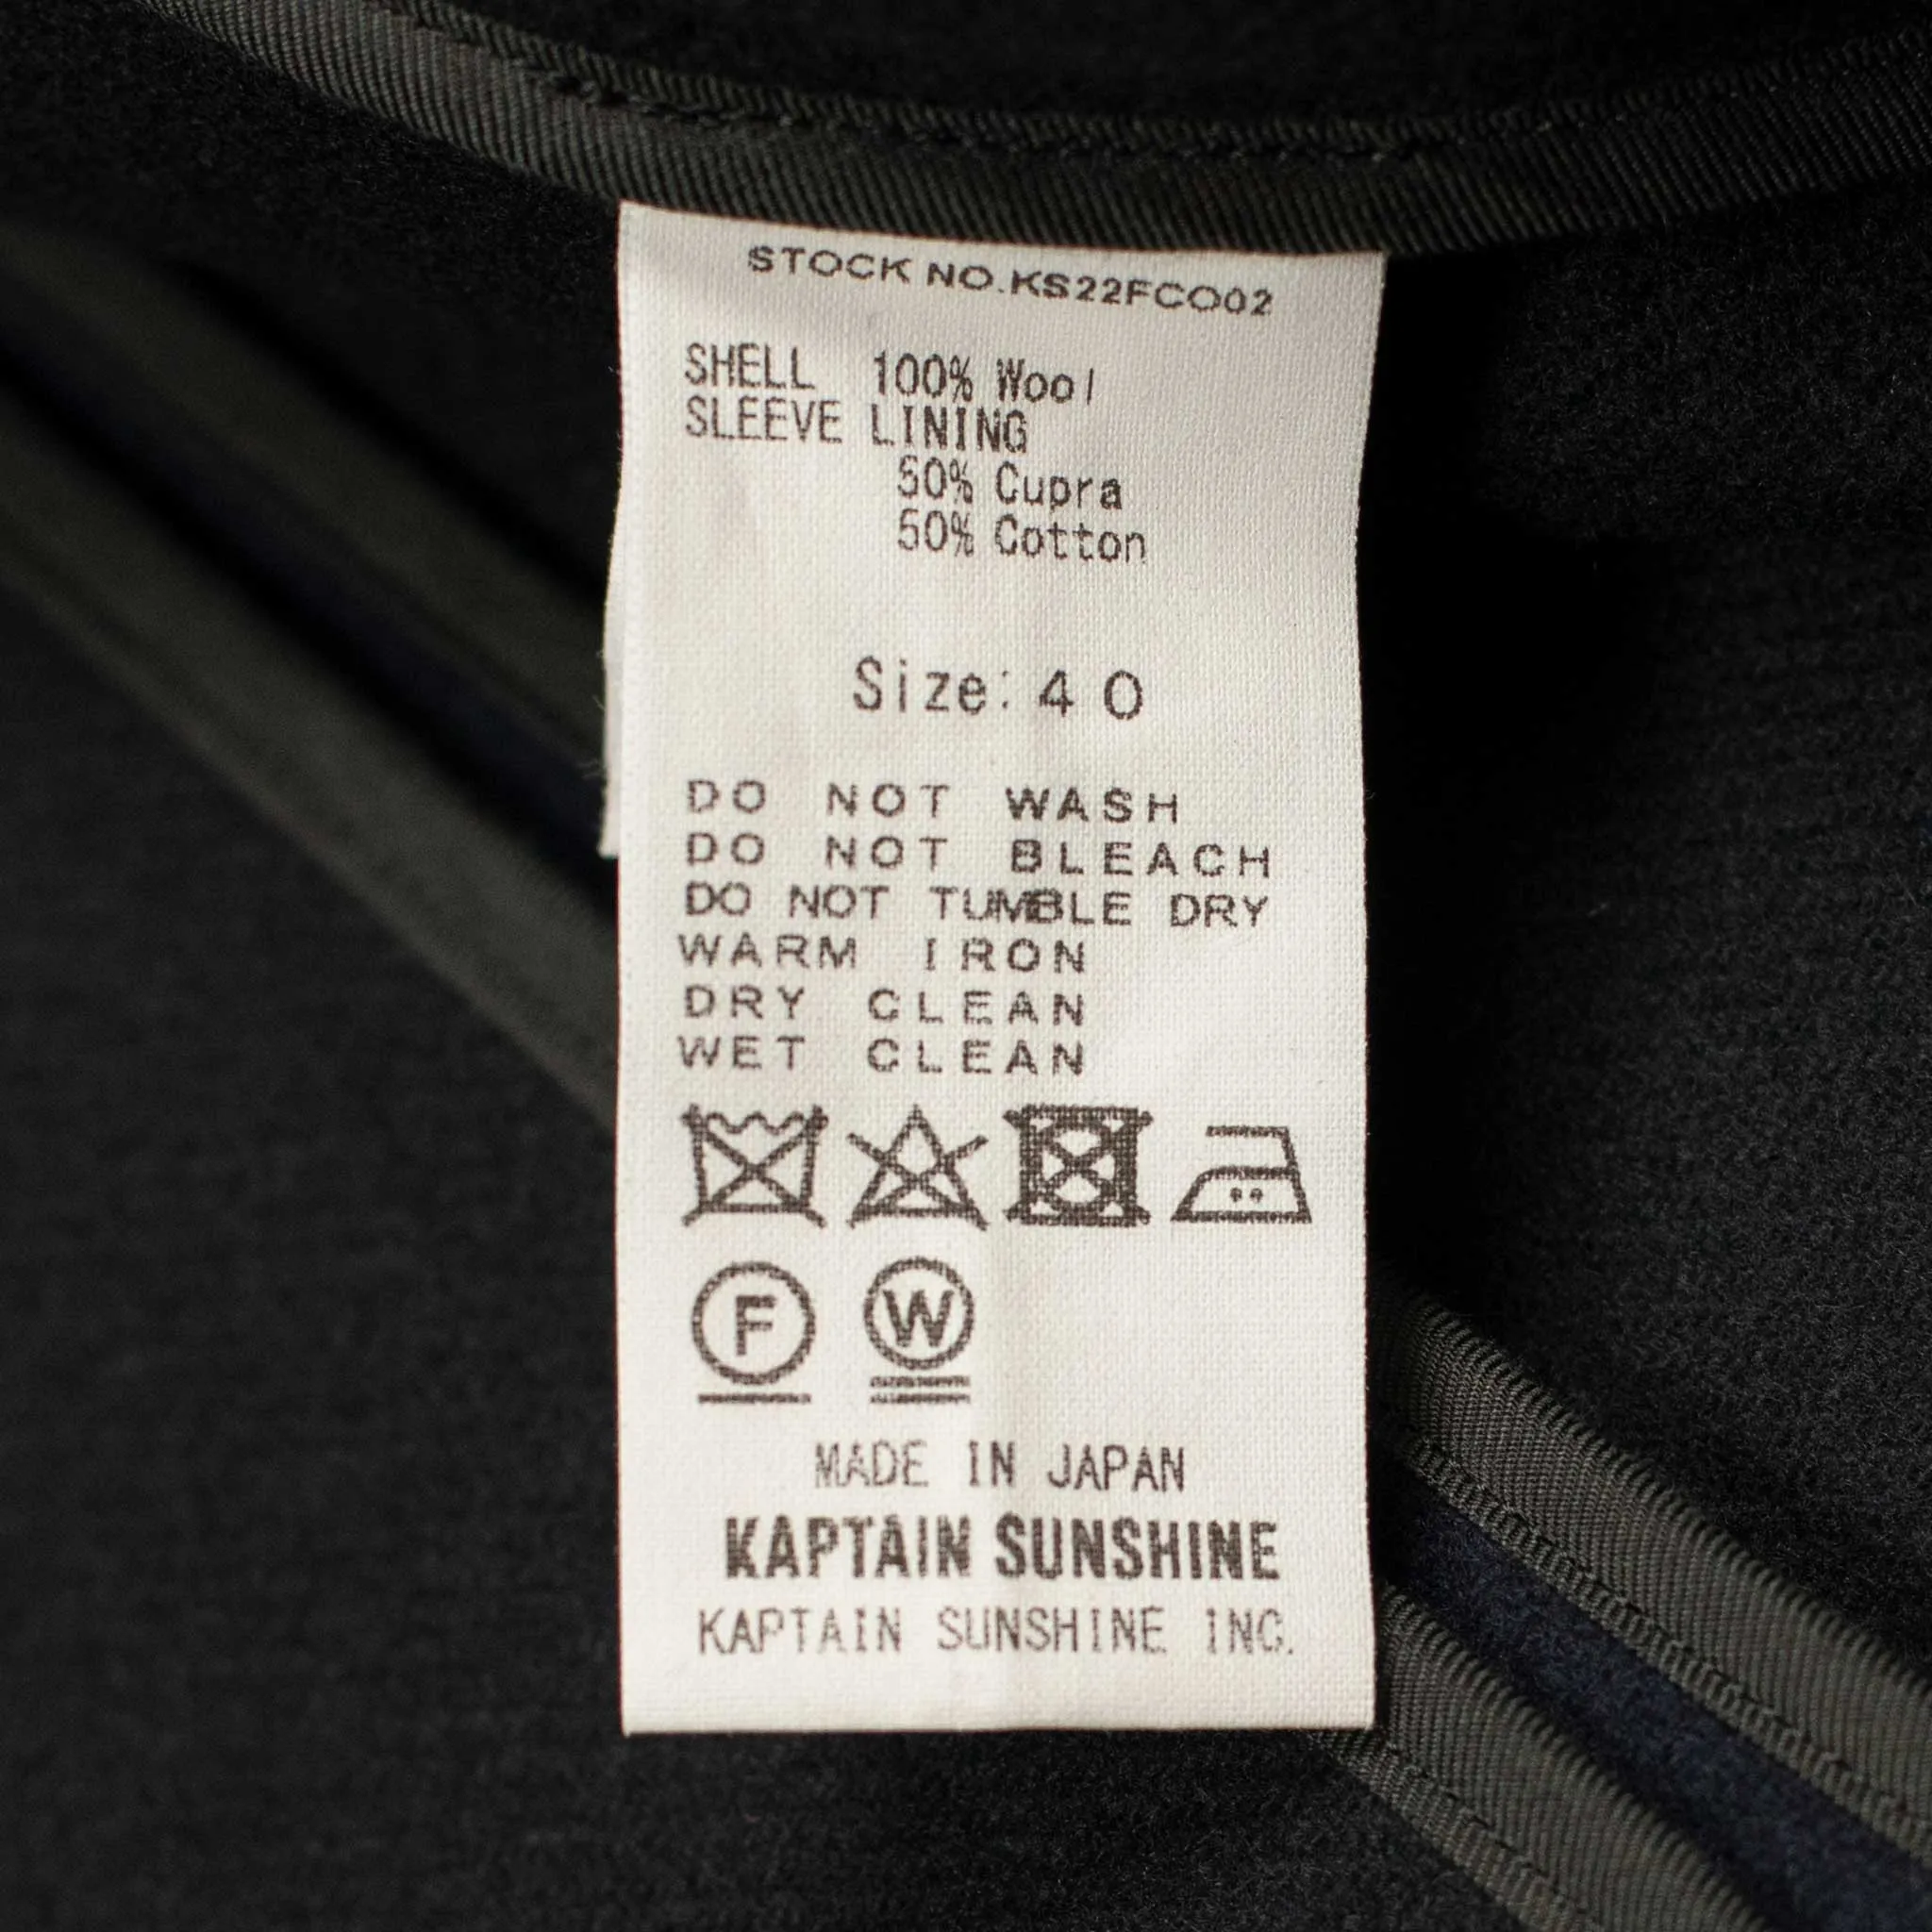 STOCK NO.KS22FCO02
SHELL 100% Wool
SLEEVE LINING
50% Cupra
50% Cotton
Size: 40
DO NOT WASH
DO NOT BLEACH
DO NOT TUMBLE DRY
WARM IRON
DRY CLEAN
WET CLEAN
F W
MADE IN JAPAN
KAPTAIN SUNSHINE
KAPTAIN SUNSHINE INC.